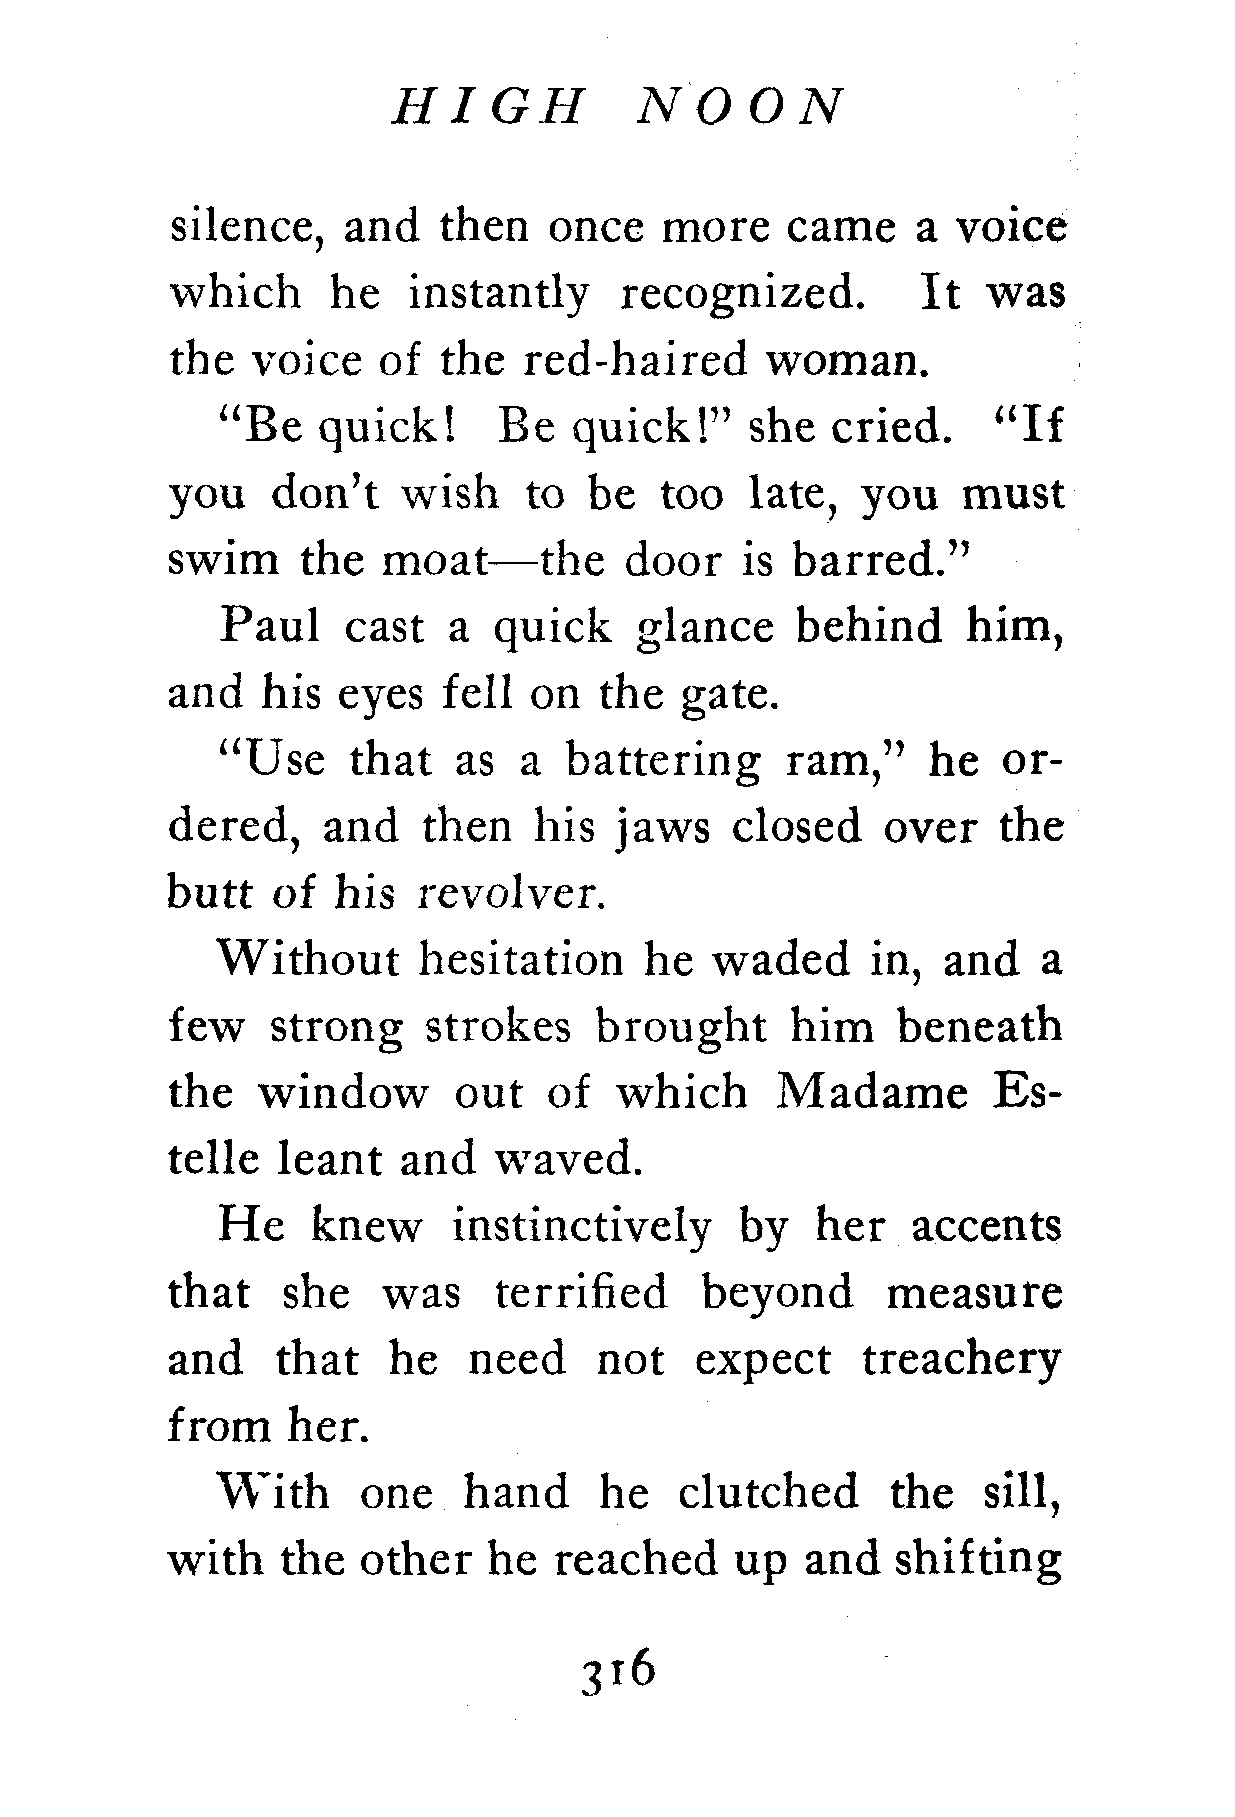 HIGH NOON
silence, and then once more came a voice
which he instantly recognized. It was
the voice of the red-haired woman.
"Be quick! Be quick!" she cried. "If
you don't wish to be too late, you must
swim the moat—the door is barred."
Paul cast a quick glance behind him,
and his eyes fell on the gate.
"Use that as a battering ram," he or-
dered, and then his jaws closed over the
butt of his revolver.
Without hesitation he waded in, and a
few strong strokes brought him beneath
the window out of which Madame Es-
telle leant and waved.
He knew instinctively by her accents
that she was terrified beyond measure
and that he need not expect treachery
from her.
With one hand he clutched the sill,
with the other he reached up and shifting
316